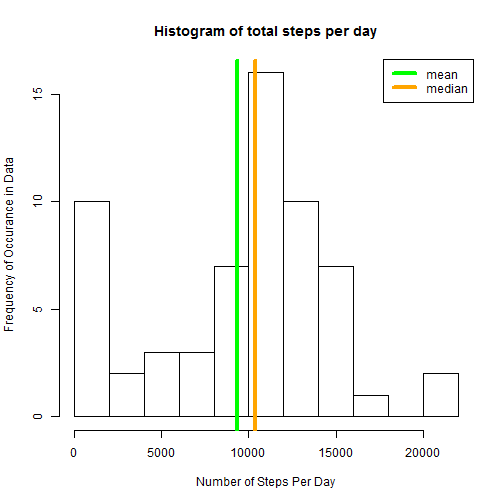 Histogram of total steps per day
mean
median
Frequency of Occurance in Data
15
10
5
0
0 5000 10000 15000 20000
Number of Steps Per Day